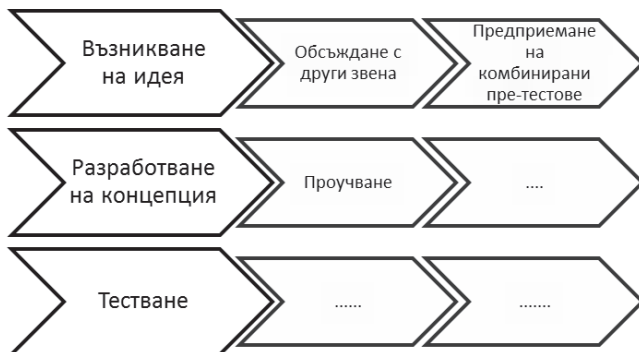 Възникване
на идея
Обсъждане с
други звена
Предприемане
на
комбинирани
пре-тестове
Разработване
на концепция
Проучване
....
Тестване
......
.......